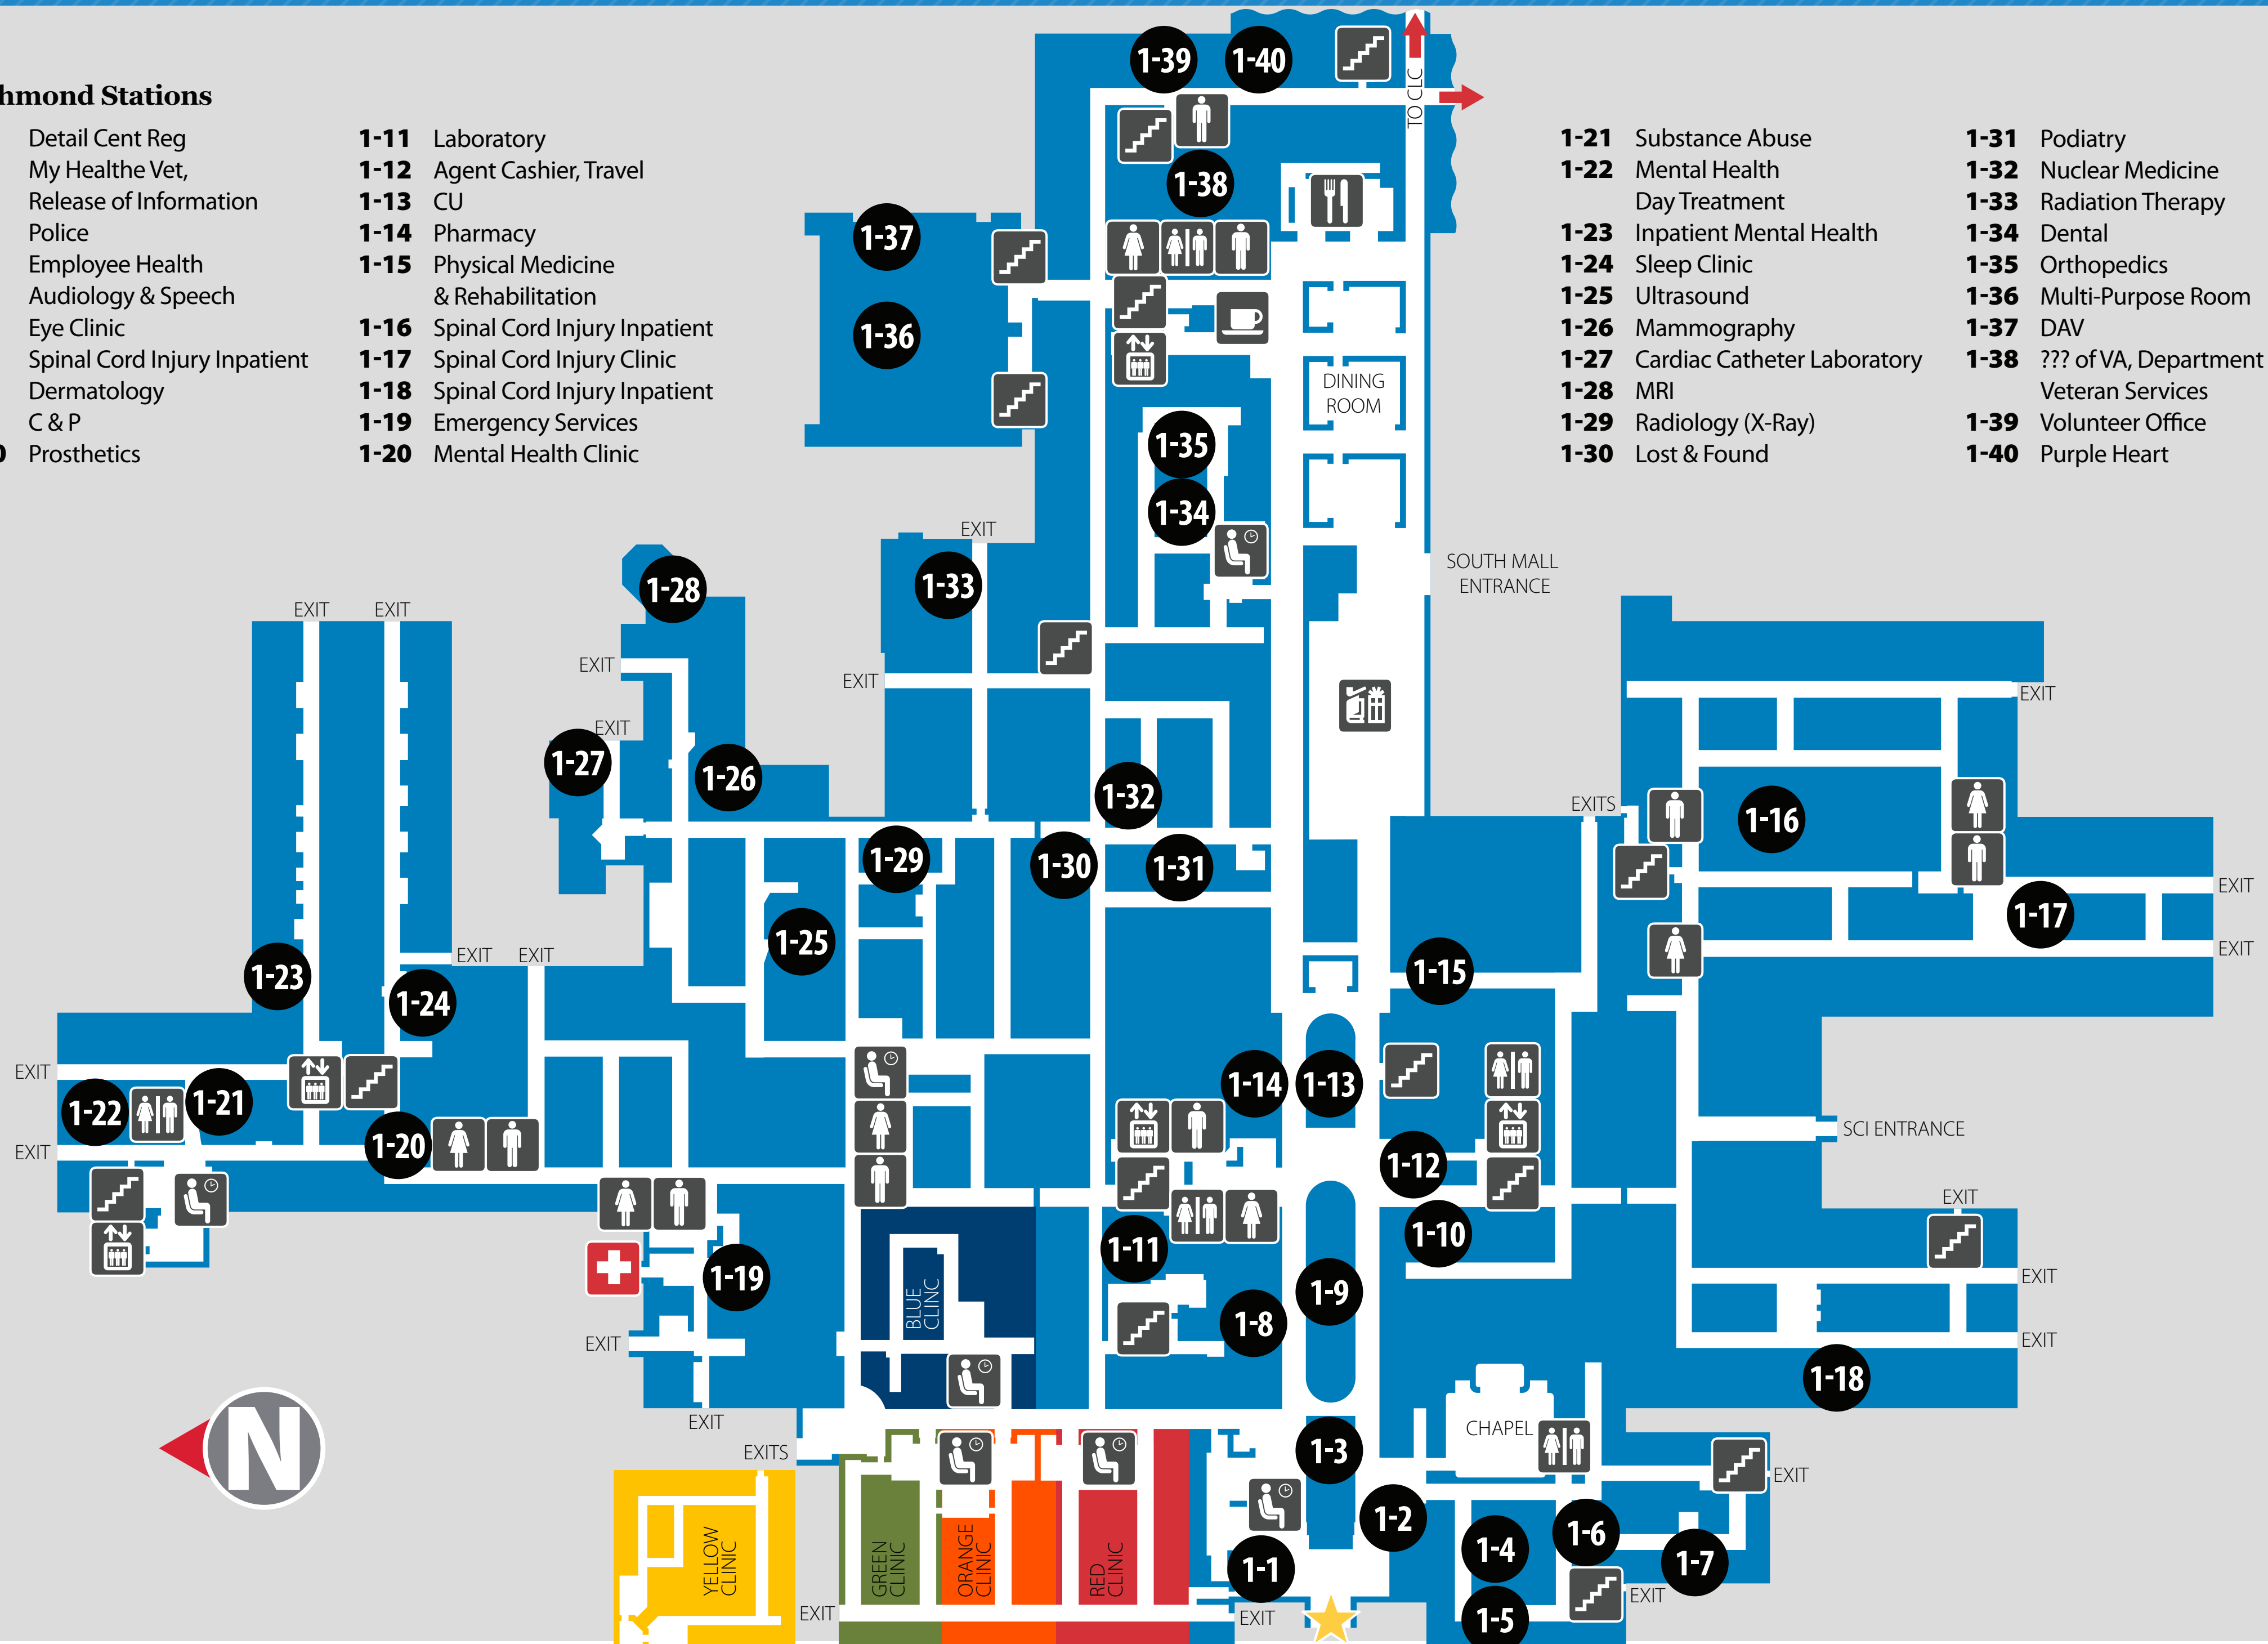 hmond Stations
Detail Cent Reg
My Healthe Vet,
Release of Information
Police
Employee Health
Audiology & Speech
Eye Clinic
Spinal Cord Injury Inpatient
Dermatology
C & P
0 Prosthetics
1-11 Laboratory
1-12 Agent Cashier, Travel
1-13 CU
1-14 Pharmacy
1-15 Physical Medicine
& Rehabilitation
1-16 Spinal Cord Injury Inpatient
1-17 Spinal Cord Injury Clinic
1-18 Spinal Cord Injury Inpatient
1-19 Emergency Services
1-20 Mental Health Clinic
1-21 Substance Abuse
1-22 Mental Health
Day Treatment
1-23 Inpatient Mental Health
1-24 Sleep Clinic
1-25 Ultrasound
1-26 Mammography
1-27 Cardiac Catheter Laboratory
1-28 MRI
1-29 Radiology (X-Ray)
1-30 Lost & Found
1-31 Podiatry
1-32 Nuclear Medicine
1-33 Radiation Therapy
1-34 Dental
1-35 Orthopedics
1-36 Multi-Purpose Room
1-37 DAV
1-38 ??? of VA, Department
Veteran Services
1-39 Volunteer Office
1-40 Purple Heart
1-39
1-40
TO CLC
1-38
1-37
1-36
DINING
ROOM
1-35
1-34
EXIT
1-33
SOUTH MALL
ENTRANCE
1-28
EXIT
EXIT
EXIT
EXIT
EXIT
EXIT
1-27
1-26
1-32
EXITS
1-16
1-29
1-30
1-31
EXIT
1-17
1-25
EXIT
EXIT
EXIT
1-23
1-24
1-15
EXIT
1-22
1-21
1-14
1-13
SCI ENTRANCE
EXIT
1-20
1-12
EXIT
1-10
1-11
1-19
EXIT
1-9
BLUE
CLINC
1-8
EXIT
EXIT
1-18
N
EXIT
CHAPEL
EXITS
1-3
EXIT
1-2
1-6
1-4
1-7
1-1
YELLOW
CLINIC
GREEN
CLINIC
ORANGE
CLINIC
RED
CLINIC
EXIT
EXIT
EXIT
1-5